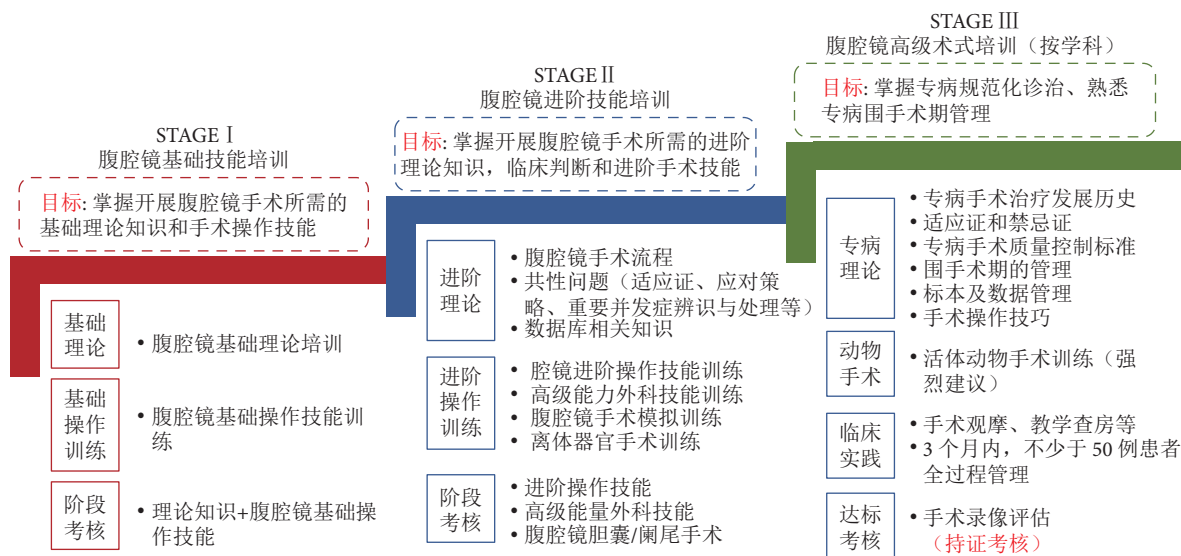 STAGE Ⅰ
腹腔镜基础技能培训
目标: 掌握开展腹腔镜手术所需的
基础理论知识和手术操作技能
基础
理论
• 腹腔镜基础理论培训
基础
操作
训练
• 腹腔镜基础操作技能训
练
阶段
考核
• 理论知识+腹腔镜基础操
作技能
STAGE Ⅱ
腹腔镜进阶技能培训
目标: 掌握开展腹腔镜手术所需的进阶
理论知识，临床判断和进阶手术技能
进阶
理论
• 腹腔镜手术流程
• 共性问题（适应证、应对策
略、重要并发症辨识与处理等）
• 数据库相关知识
进阶
操作
训练
• 腔镜进阶操作技能训练
• 高级能力外科技能训练
• 腹腔镜手术模拟训练
• 离体器官手术训练
阶段
考核
• 进阶操作技能
• 高级能量外科技能
• 腹腔镜胆囊/阑尾手术
STAGE Ⅲ
腹腔镜高级术式培训（按学科）
目标: 掌握专病规范化诊治、熟悉
专病围手术期管理
专病
理论
• 专病手术治疗发展历史
• 适应证和禁忌证
• 专病手术质量控制标准
• 围手术期的管理
• 标本及数据管理
• 手术操作技巧
动物
手术
• 活体动物手术训练（强
烈建议）
临床
实践
• 手术观摩、教学查房等
• 3 个月内，不少于 50 例患者
全过程管理
达标
考核
• 手术录像评估
（持证考核）